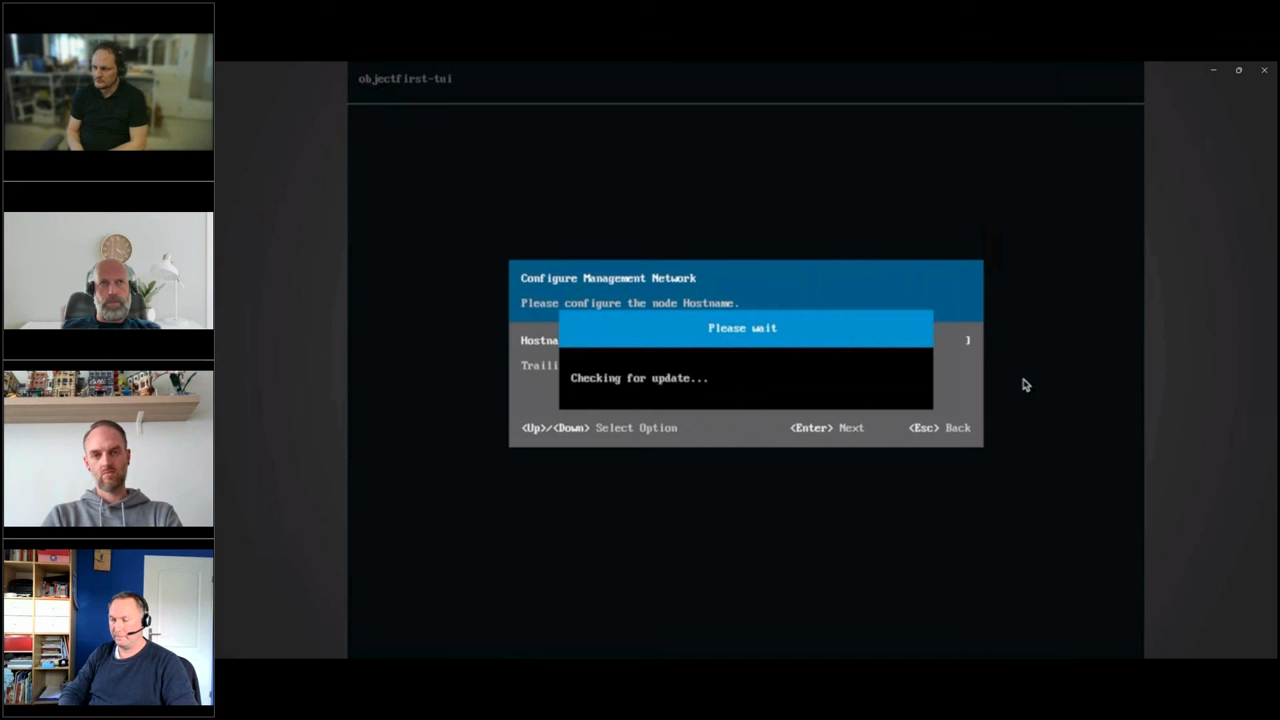 objectfirst-tui
Configure Management Network
Please configure the node Hostname.
Please wait
Hostna ]
Traili
Checking for update...
<Up>/<Down> Select Option <Enter> Next <Esc> Back